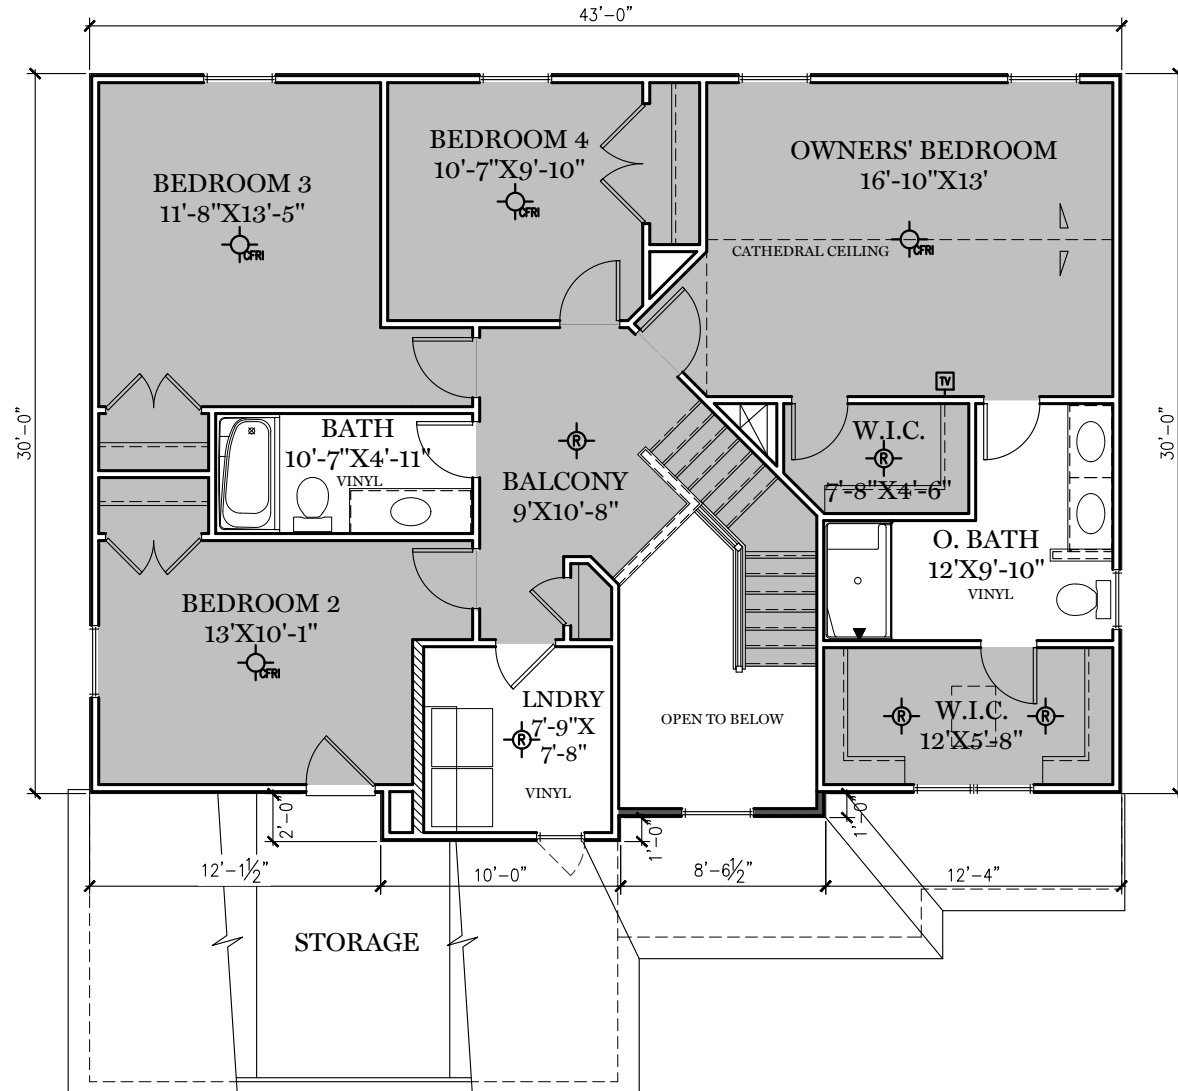 43'-0"
30'-0"
30'-0"
BEDROOM 3
11'-8"X13'-5"
CFRI
BEDROOM 4
10'-7"X9'-10"
CFRI
OWNERS' BEDROOM
16'-10"X13'
CATHEDRAL CEILING
CFRI
TV
BATH
10'-7"X4'-11"
VINYL
R
BALCONY
9'X10'-8"
W.I.C.
R
7'-8"X4'-6"
O. BATH
12'X9'-10"
VINYL
BEDROOM 2
13'X10'-1"
CFRI
LNDRY
7'-9"X
R
7'-8"
VINYL
OPEN TO BELOW
R
W.I.C.
R
12'X5'-8"
2'-0"
1'-0"
1'-0"
12'-1½"
10'-0"
8'-6½"
12'-4"
STORAGE